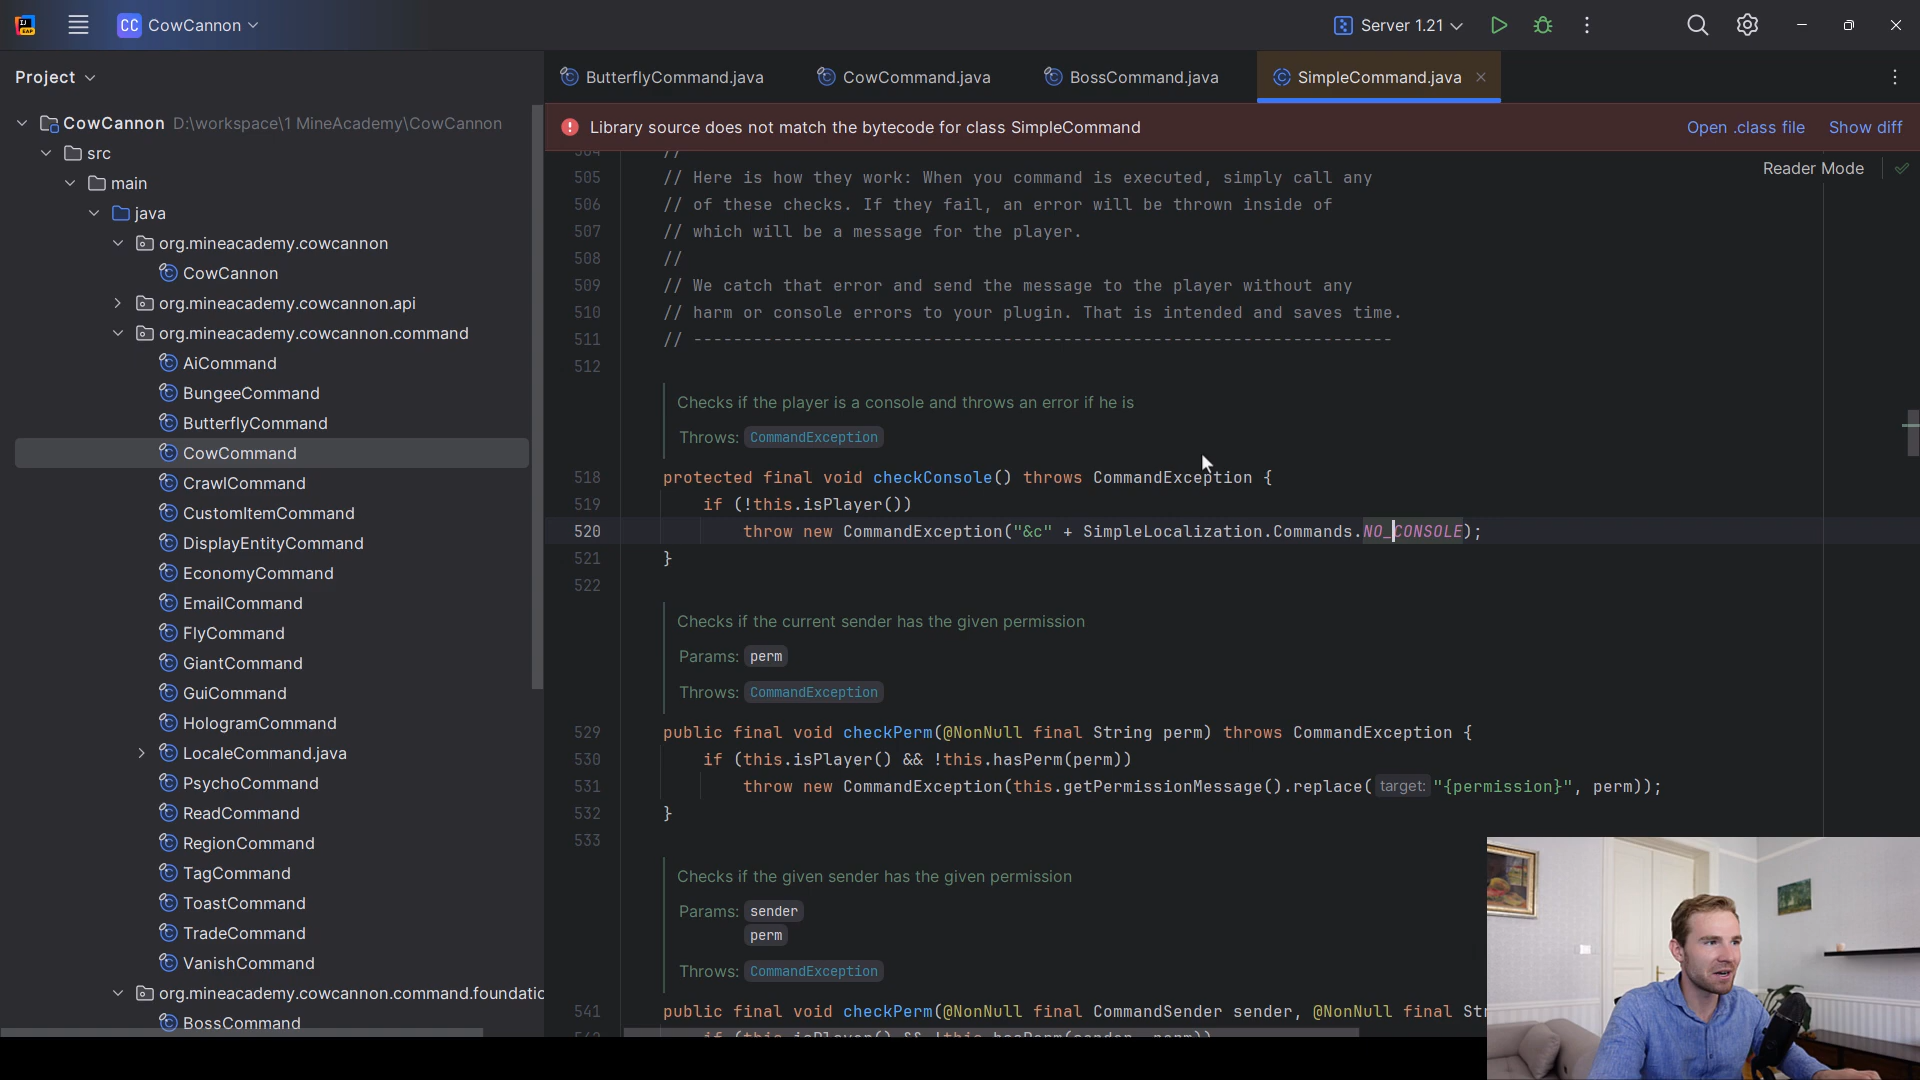 CC CowCannon
Server 1.21
Project
ButterflyCommand.java
CowCommand.java
BossCommand.java
SimpleCommand.java
CowCannon D:\workspace\1 MineAcademy\CowCannon
src
main
java
org.mineacademy.cowcannon
CowCannon
org.mineacademy.cowcannon.api
org.mineacademy.cowcannon.command
AiCommand
BungeeCommand
ButterflyCommand
CowCommand
CrawlCommand
CustomItemCommand
DisplayEntityCommand
EconomyCommand
EmailCommand
FlyCommand
GiantCommand
GuiCommand
HologramCommand
LocaleCommand.java
PsychoCommand
ReadCommand
RegionCommand
TagCommand
ToastCommand
TradeCommand
VanishCommand
org.mineacademy.cowcannon.command.foundatio
BossCommand
Library source does not match the bytecode for class SimpleCommand
Open .class file Show diff
Reader Mode
504 //
505 // Here is how they work: When you command is executed, simply call any
506 // of these checks. If they fail, an error will be thrown inside of
507 // which will be a message for the player.
508 //
509 // We catch that error and send the message to the player without any
510 // harm or console errors to your plugin. That is intended and saves time.
511 // ----------------------------------------------------------------------
512
Checks if the player is a console and throws an error if he is
Throws: CommandException
518 protected final void checkConsole() throws CommandException {
519 if (!this.isPlayer())
520 throw new CommandException("&c" + SimpleLocalization.Commands.NO_CONSOLE);
521 }
522
Checks if the current sender has the given permission
Params: perm
Throws: CommandException
529 public final void checkPerm(@NonNull final String perm) throws CommandException {
530 if (this.isPlayer() && !this.hasPerm(perm))
531 throw new CommandException(this.getPermissionMessage().replace( target: "{permission}", perm));
532 }
533
Checks if the given sender has the given permission
Params: sender
perm
Throws: CommandException
541 public final void checkPerm(@NonNull final CommandSender sender, @NonNull final Str
542 if (this.isPlayer() && !this.hasPerm(sender, perm))